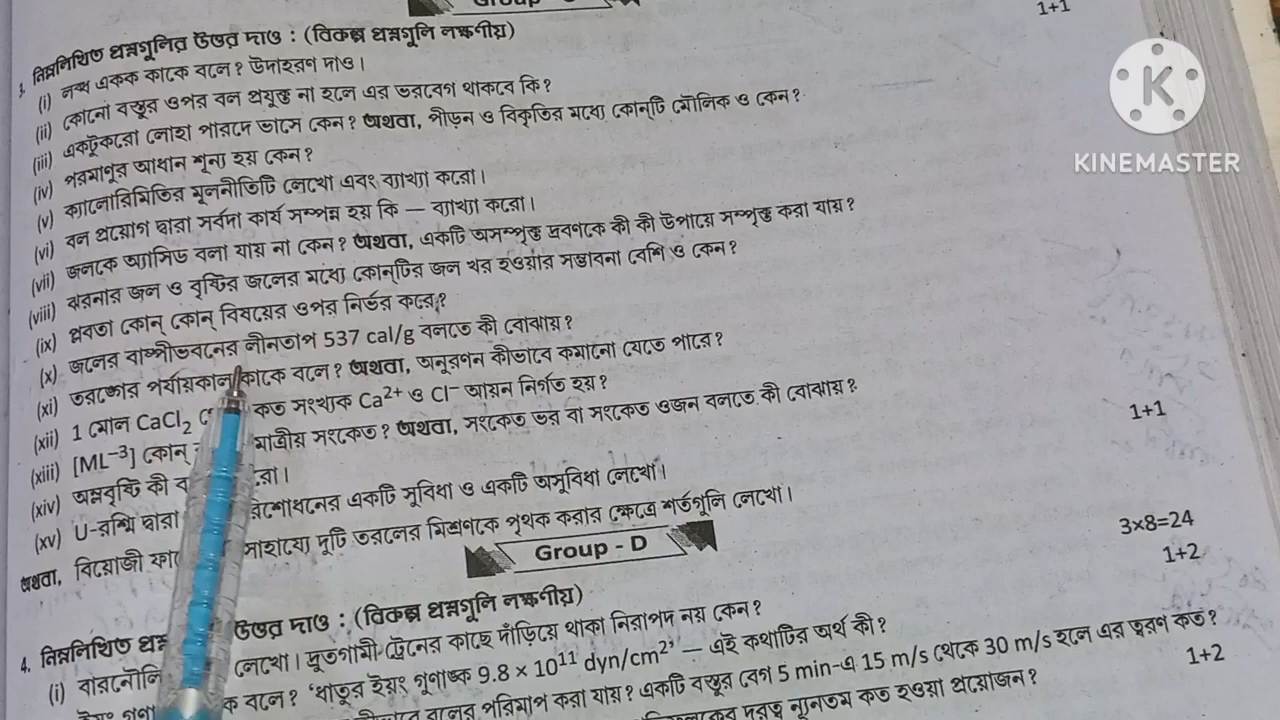 1+1
3. নিম্নলিখিত প্রশ্নগুলির উত্তর দাও : (বিকল্প প্রশ্নগুলি লক্ষণীয়)
(i) লব্ধ একক কাকে বলে? উদাহরণ দাও।
(ii) কোনো বস্তুর ওপর বল প্রযুক্ত না হলে এর ভরবেগ থাকবে কি?
(iii) একটুকরো লোহা পারদে ভাসে কেন? অথবা, পীড়ন ও বিকৃতির মধ্যে কোন্‌টি মৌলিক ও কেন?
(iv) পরমাণুর আধান শূন্য হয় কেন?
(v) ক্যালোরিমিতির মূলনীতিটি লেখো এবং ব্যাখ্যা করো।
(vi) বল প্রয়োগ দ্বারা সর্বদা কার্য সম্পন্ন হয় কি — ব্যাখ্যা করো।
(vii) জলকে অ্যাসিড বলা যায় না কেন? অথবা, একটি অসম্পৃক্ত দ্রবণকে কী কী উপায়ে সম্পৃক্ত করা যায়?
(viii) ঝরনার জল ও বৃষ্টির জলের মধ্যে কোন্‌টির জল খর হওয়ার সম্ভাবনা বেশি ও কেন?
(ix) প্লবতা কোন্ কোন্ বিষয়ের ওপর নির্ভর করে?
(x) জলের বাষ্পীভবনের লীনতাপ 537 cal/g বলতে কী বোঝায়?
(xi) তরঙ্গের পর্যায়কাল কাকে বলে? অথবা, অনুরণন কীভাবে কমানো যেতে পারে?
(xii) 1 মোল CaCl₂ কত সংখ্যক Ca²⁺ ও Cl⁻ আয়ন নির্গত হয়?
(xiii) [ML⁻³] কোন্ মাত্রীয় সংকেত? অথবা, সংকেত ভর বা সংকেত ওজন বলতে কী বোঝায়?
(xiv) অম্লবৃষ্টি কী
1+1
(xv) U-রশ্মি দ্বারা একটি সুবিধা ও একটি অসুবিধা লেখো।
অথবা, বিয়োজী সাহায্যে দুটি তরলের মিশ্রণকে পৃথক করার ক্ষেত্রে শর্তগুলি লেখো।
Group - D
3×8=24
4. নিম্নলিখিত উত্তর দাও : (বিকল্প প্রশ্নগুলি লক্ষণীয়)
1+2
(i) লেখো। দ্রুতগামী ট্রেনের কাছে দাঁড়িয়ে থাকা নিরাপদ নয় কেন?
বলে? 'ধাতুর ইয়ং গুণাঙ্ক 9.8 × 10¹¹ dyn/cm²' — এই কথাটির অর্থ কী?
বলের পরিমাপ করা যায়? একটি বস্তুর বেগ 5 min-এ 15 m/s থেকে 30 m/s হলে এর ত্বরণ কত?
1+2
দূরত্ব ন্যূনতম কত হওয়া প্রয়োজন?
K
KINEMASTER